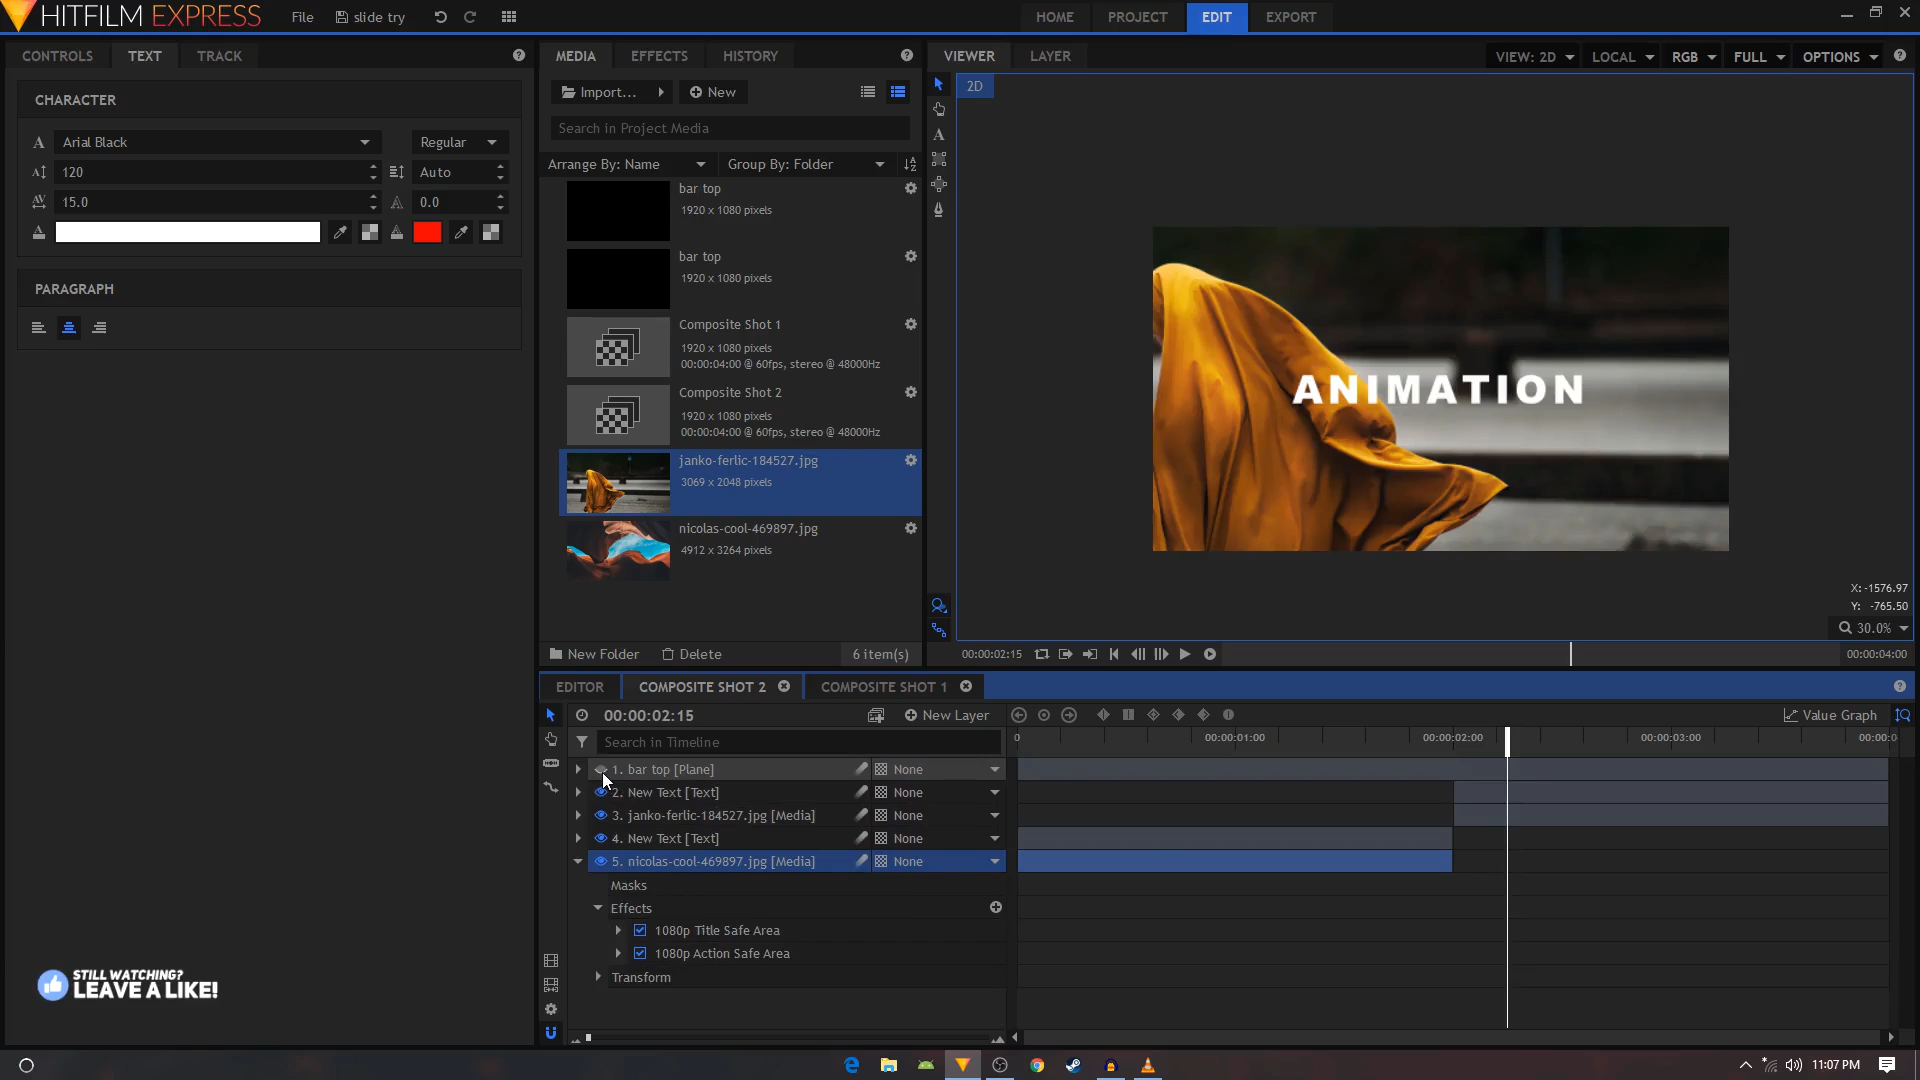 HITFILM EXPRESS
File
slide try
HOME
PROJECT
EDIT
EXPORT
CONTROLS
TEXT
TRACK
CHARACTER
Arial Black
Regular
120
Auto
15.0
0.0
PARAGRAPH
MEDIA
EFFECTS
HISTORY
Import...
New
Search in Project Media
Arrange By: Name
Group By: Folder
bar top
1920 x 1080 pixels
bar top
1920 x 1080 pixels
Composite Shot 1
1920 x 1080 pixels
00:00:04:00 @ 60fps, stereo @ 48000Hz
Composite Shot 2
1920 x 1080 pixels
00:00:04:00 @ 60fps, stereo @ 48000Hz
janko-ferlic-184527.jpg
3069 x 2048 pixels
nicolas-cool-469897.jpg
4912 x 3264 pixels
New Folder
Delete
6 item(s)
VIEWER
LAYER
VIEW: 2D
LOCAL
RGB
FULL
OPTIONS
2D
ANIMATION
X: -1576.97
Y: -765.50
30.0%
00:00:02:15
00:00:04:00
EDITOR
COMPOSITE SHOT 2
COMPOSITE SHOT 1
00:00:02:15
New Layer
Value Graph
Search in Timeline
0
00:00:01:00
00:00:02:00
00:00:03:00
00:00:0
1. bar top [Plane]
None
2. New Text [Text]
None
3. janko-ferlic-184527.jpg [Media]
None
4. New Text [Text]
None
5. nicolas-cool-469897.jpg [Media]
None
Masks
Effects
1080p Title Safe Area
1080p Action Safe Area
Transform
STILL WATCHING?
LEAVE A LIKE!
11:07 PM